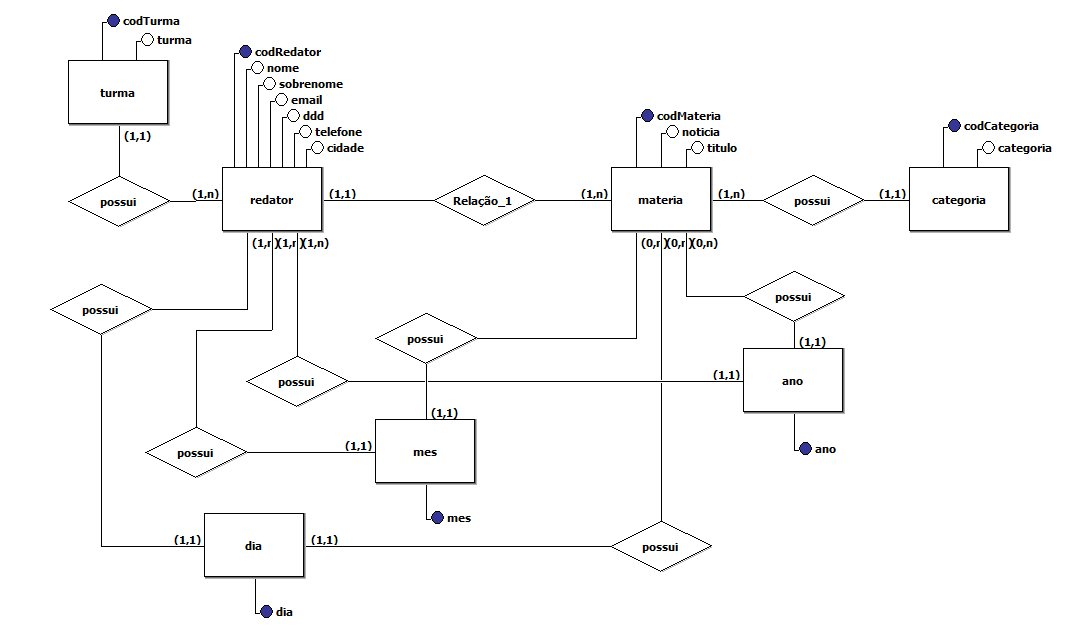 codTurma
turma
turma
(1,1)
possui
(1,n)
codRedator
nome
sobrenome
email
ddd
telefone
cidade
redator
(1,1)
Relação_1
(1,n)
codMateria
noticia
titulo
materia
(1,n)
possui
(1,1)
codCategoria
categoria
categoria
(1,n)(1,n)(1,n)
(0,n)(0,n)(0,n)
possui
possui
possui
(1,1)
possui
possui
(1,1)
ano
ano
(1,1)
possui
(1,1)
mes
mes
(1,1)
dia
(1,1)
possui
dia